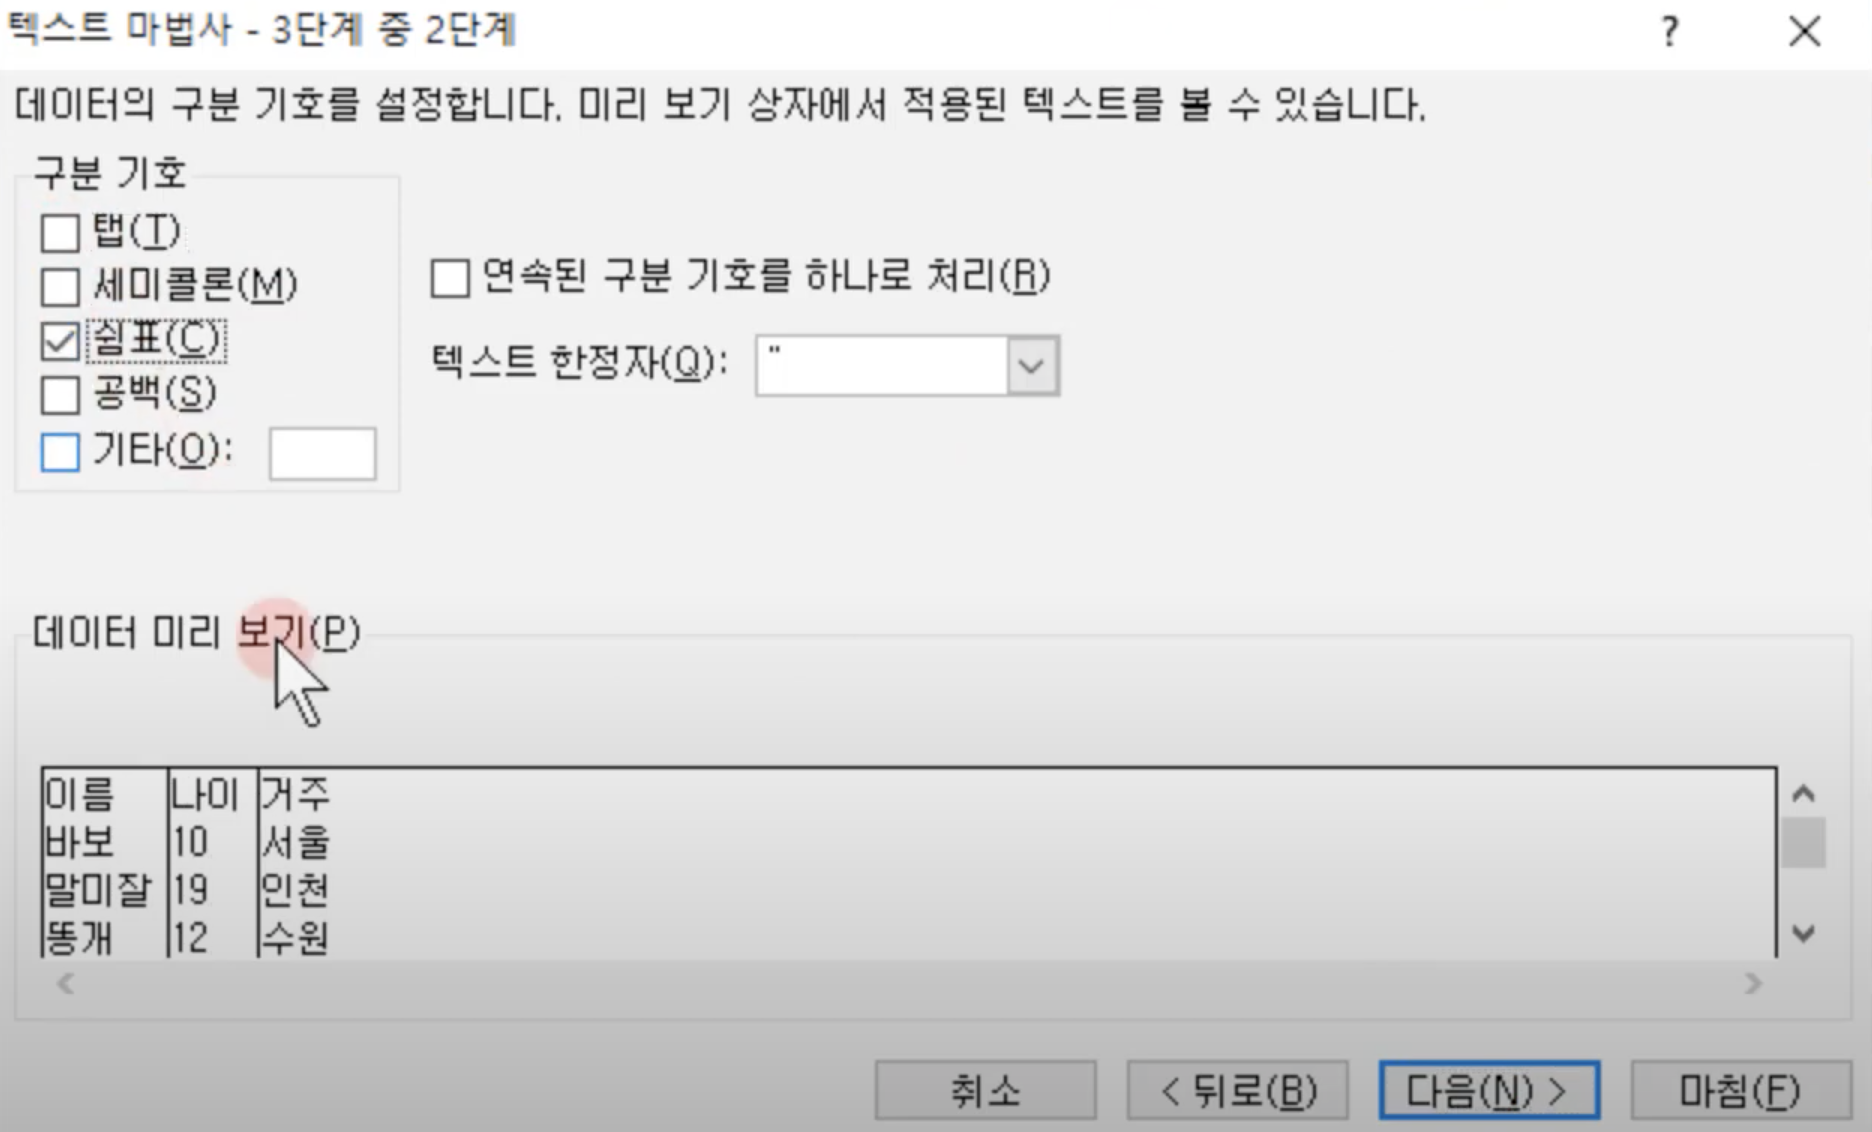 텍스트 마법사 - 3단계 중 2단계
?
데이터의 구분 기호를 설정합니다. 미리 보기 상자에서 적용된 텍스트를 볼 수 있습니다.
구분 기호
탭(T)
세미콜론(M)
쉼표(C)
공백(S)
기타(O):
연속된 구분 기호를 하나로 처리(R)
텍스트 한정자(Q): "
데이터 미리 보기(P)
이름 나이 거주
바보 10 서울
말미잘 19 인천
똥개 12 수원
취소 < 뒤로(B) 다음(N) > 마침(F)